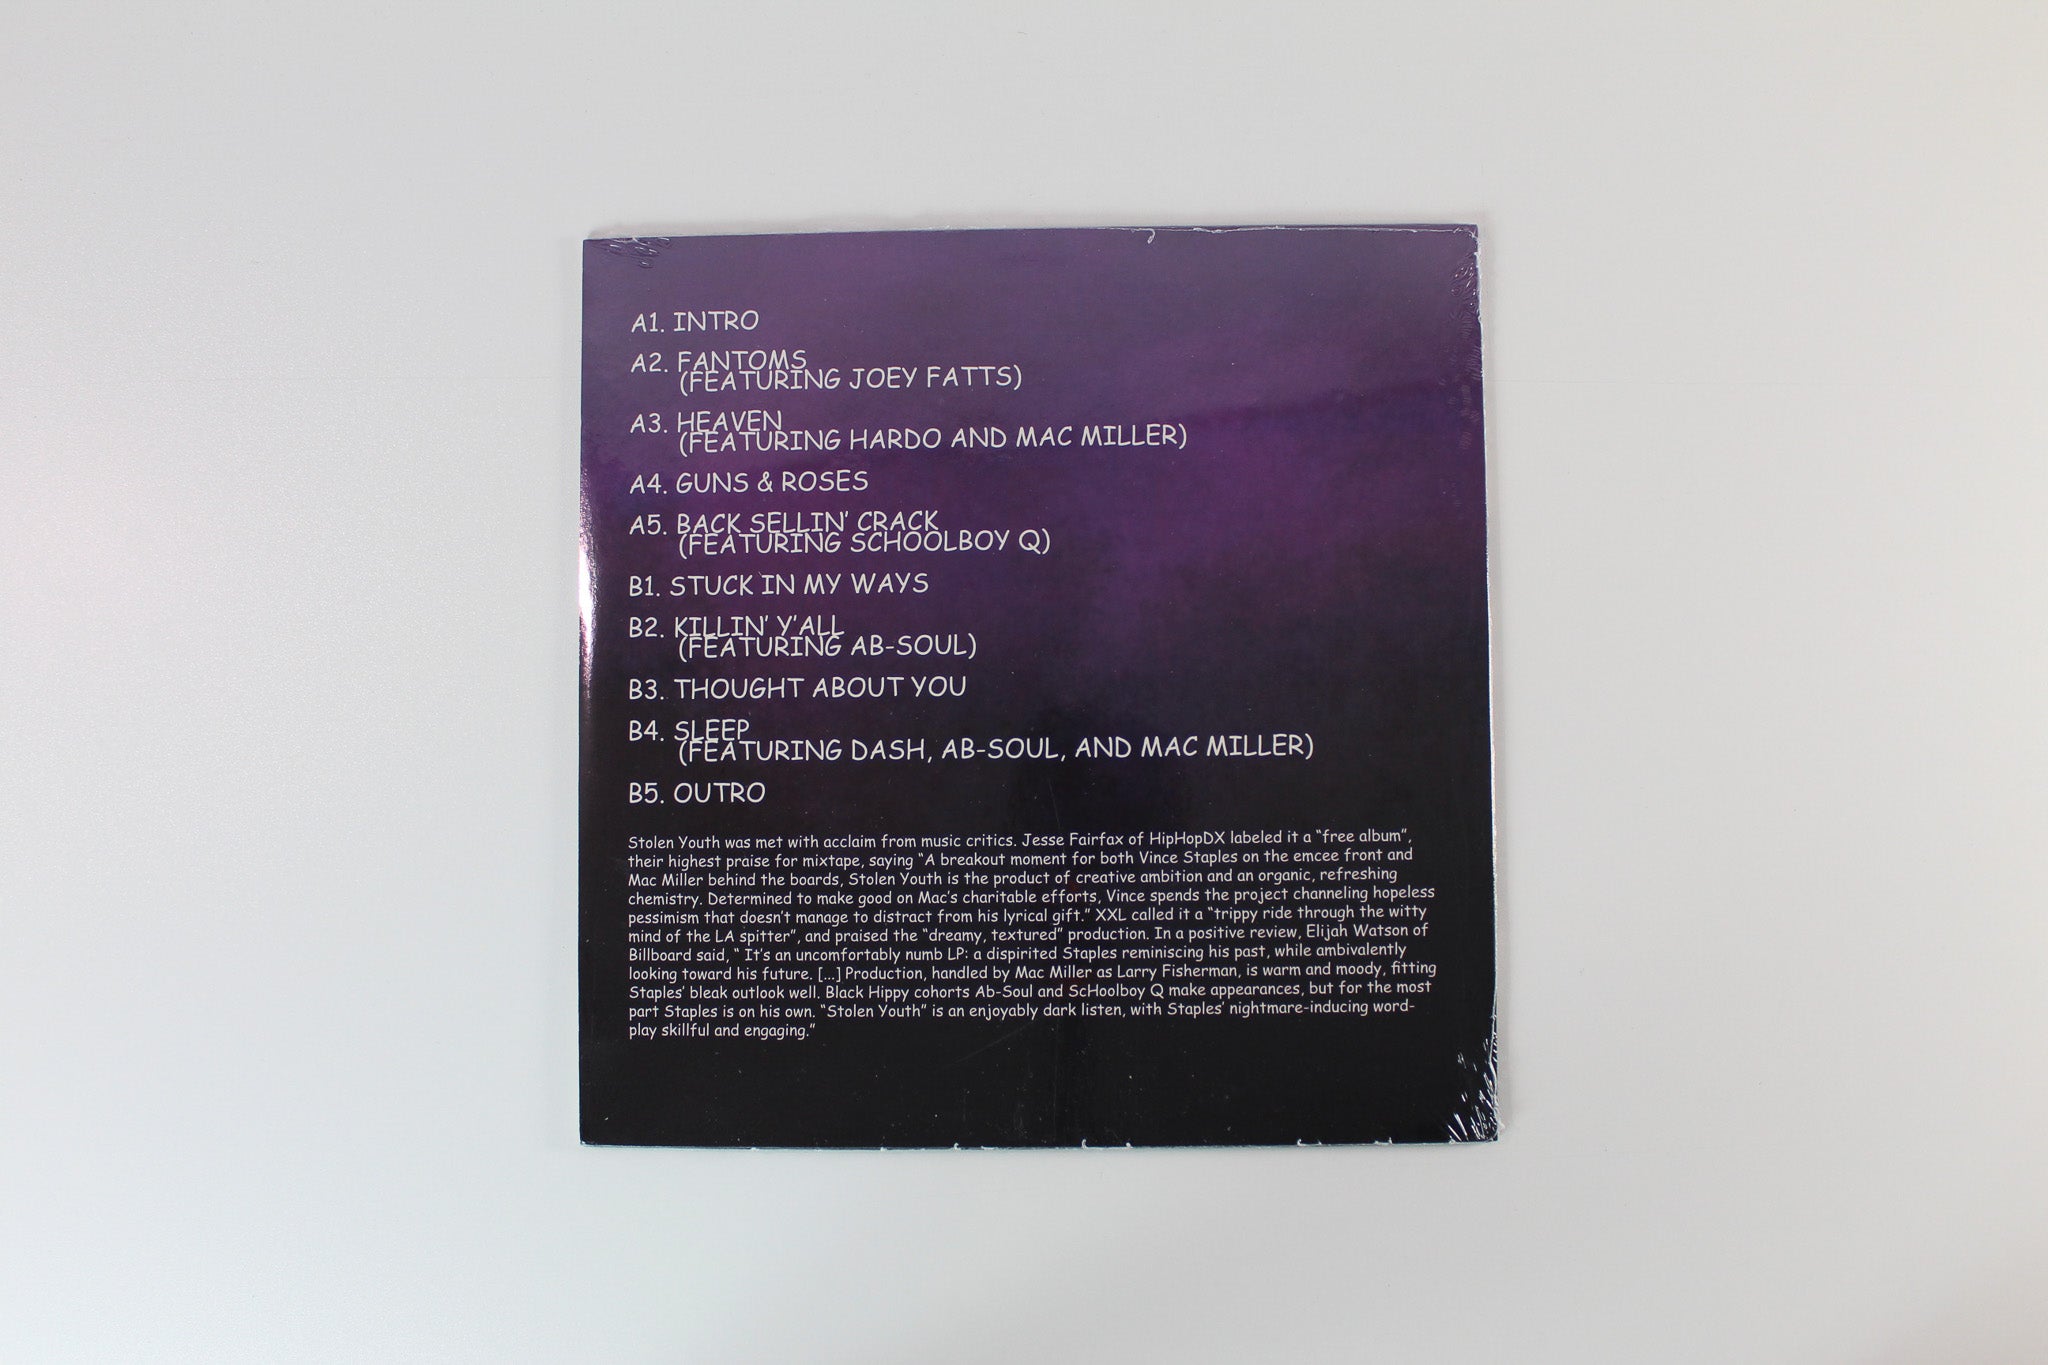 A1. INTRO
A2. FANTOMS
(FEATURING JOEY FATTS)
A3. HEAVEN
(FEATURING HARDO AND MAC MILLER)
A4. GUNS & ROSES
A5. BACK SELLIN' CRACK
(FEATURING SCHOOLBOY Q)
B1. STUCK IN MY WAYS
B2. KILLIN' Y'ALL
(FEATURING AB-SOUL)
B3. THOUGHT ABOUT YOU
B4. SLEEP
(FEATURING DASH, AB-SOUL, AND MAC MILLER)
B5. OUTRO
Stolen Youth was met with acclaim from music critics. Jesse Fairfax of HipHopDX labeled it a "free album",
their highest praise for mixtape, saying "A breakout moment for both Vince Staples on the emcee front and
Mac Miller behind the boards, Stolen Youth is the product of creative ambition and an organic, refreshing
chemistry. Determined to make good on Mac's charitable efforts, Vince spends the project channeling hopeless
pessimism that doesn't manage to distract from his lyrical gift." XXL called it a "trippy ride through the witty
mind of the LA spitter", and praised the "dreamy, textured" production. In a positive review, Elijah Watson of
Billboard said, " It's an uncomfortably numb LP: a dispirited Staples reminiscing his past, while ambivalently
looking toward his future. [...] Production, handled by Mac Miller as Larry Fisherman, is warm and moody, fitting
Staples' bleak outlook well. Black Hippy cohorts Ab-Soul and ScHoolboy Q make appearances, but for the most
part Staples is on his own. "Stolen Youth" is an enjoyably dark listen, with Staples' nightmare-inducing word-
play skillful and engaging."